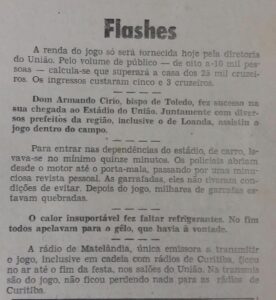 Flashes
A renda do jogo só será fornecida hoje pela diretoria
do União. Pelo volume de público — de oito a-10 mil pes
soas — calcula-se que superará a casa dos 25 mil cruzei-
ros. Os ingressos custaram cinco e 3 cruzeiros.
Dom Armando Cirio, bispo de Toledo, fez sucesso na
sua chegada ao Estádio do União. Juntamente com di-
versos prefeitos da região, inclusive o de Loanda, assistiu o
jogo dentro do campo.
Para entrar nas dependências do estádio, de carro, le-
vava-se no mínimo quinze minutos. Os policiais abriam
desde o motor até o porta-mala, passando por uma minu-
ciosa revista pessoal. As garrafadas, eles não tiveram con-
dições de evitar. Depois do jogo, milhares de garrafas es-
tavam quebradas.
O calor insuportável fez faltar refrigerantes. No fim
todos apelavam para o gêlo, que havia à vontade.
A rádio de Matelândia, única emissora a transmitir
o jogo, inclusive em cadeia com rádios de Curitiba, ficou
no ar até o fim da festa, nos salões do União. Na transmis
são do jogo, não ficou perdendo nada para as rádios de
Curitiba.